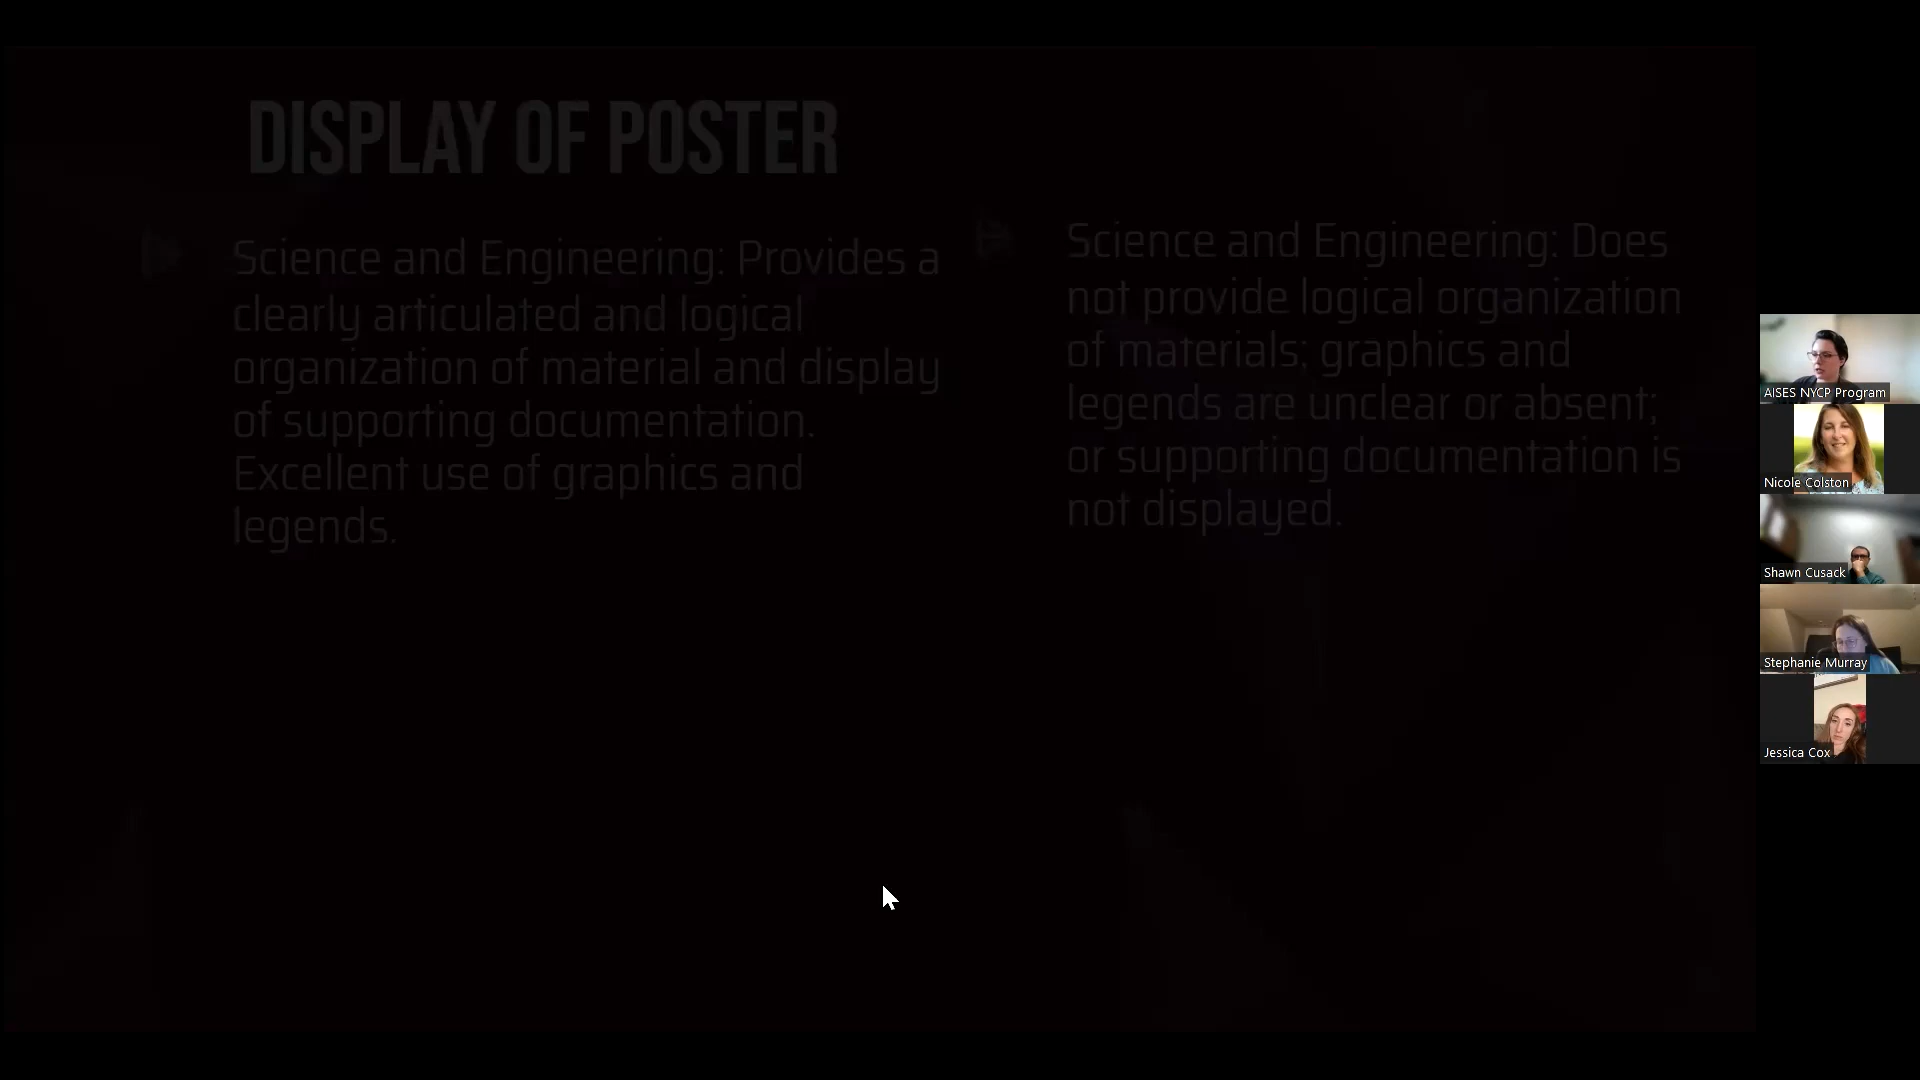 DISPLAY OF POSTER
Science and Engineering: Provides a
clearly articulated and logical
organization of material and display
of supporting documentation.
Excellent use of graphics and
legends.
Science and Engineering: Does
not provide logical organization
of materials; graphics and
legends are unclear or absent;
or supporting documentation is
not displayed.
AISES NYCP Program
Nicole Colston
Shawn Cusack
Stephanie Murray
Jessica Cox